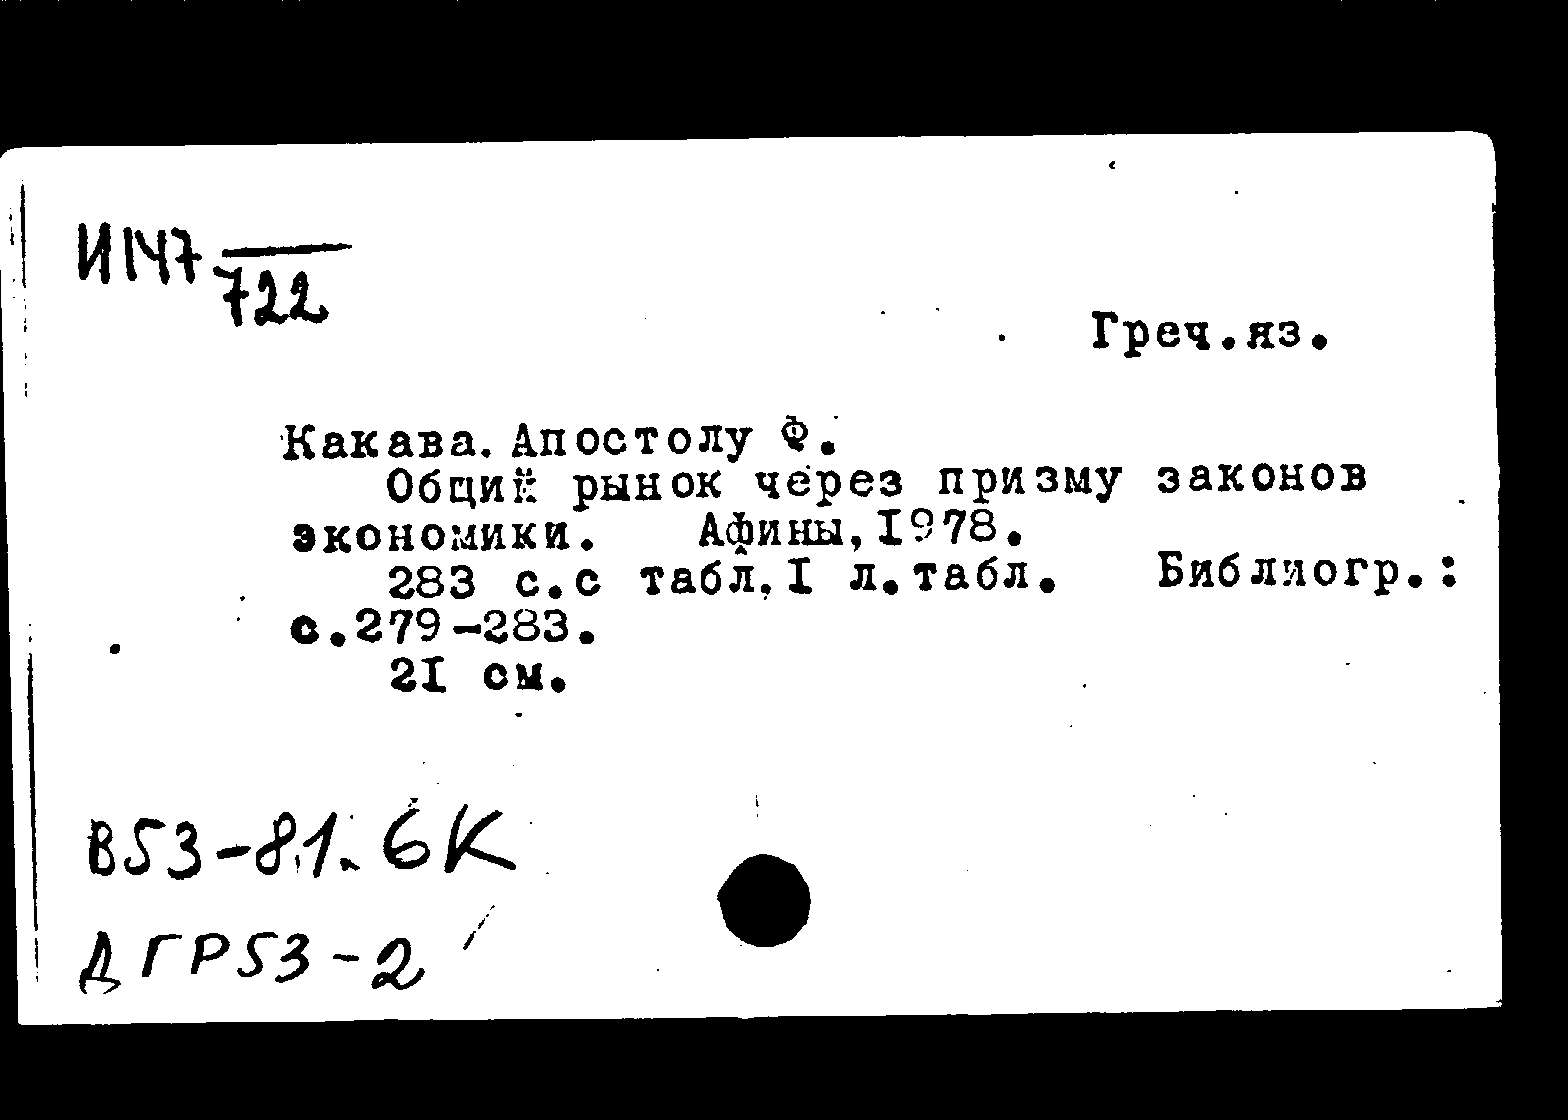 И147
722
Греч.яз.
Какава. Апостолу Ф.
Общий рынок через призму законов
экономики. Афины,1978.
283 с.с табл,I л.табл. Библиогр.:
с.279-283.
2I см.
В53-81. 6К
ДГР53-2